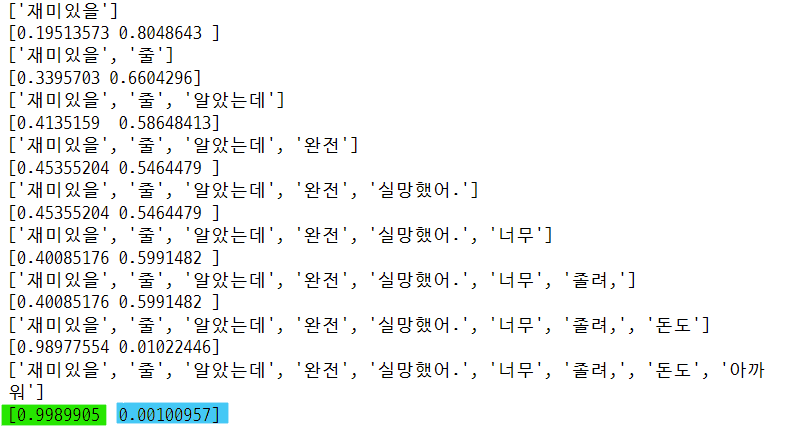 ['재미있을']
[0.19513573 0.8048643 ]
['재미있을', '줄']
[0.3395703 0.6604296]
['재미있을', '줄', '알았는데']
[0.4135159  0.58648413]
['재미있을', '줄', '알았는데', '완전']
[0.45355204 0.5464479 ]
['재미있을', '줄', '알았는데', '완전', '실망했어.']
[0.45355204 0.5464479 ]
['재미있을', '줄', '알았는데', '완전', '실망했어.', '너무']
[0.40085176 0.5991482 ]
['재미있을', '줄', '알았는데', '완전', '실망했어.', '너무', '졸려,']
[0.40085176 0.5991482 ]
['재미있을', '줄', '알았는데', '완전', '실망했어.', '너무', '졸려,', '돈도']
[0.98977554 0.01022446]
['재미있을', '줄', '알았는데', '완전', '실망했어.', '너무', '졸려,', '돈도', '아까
워']
[0.9989905  0.00100957]